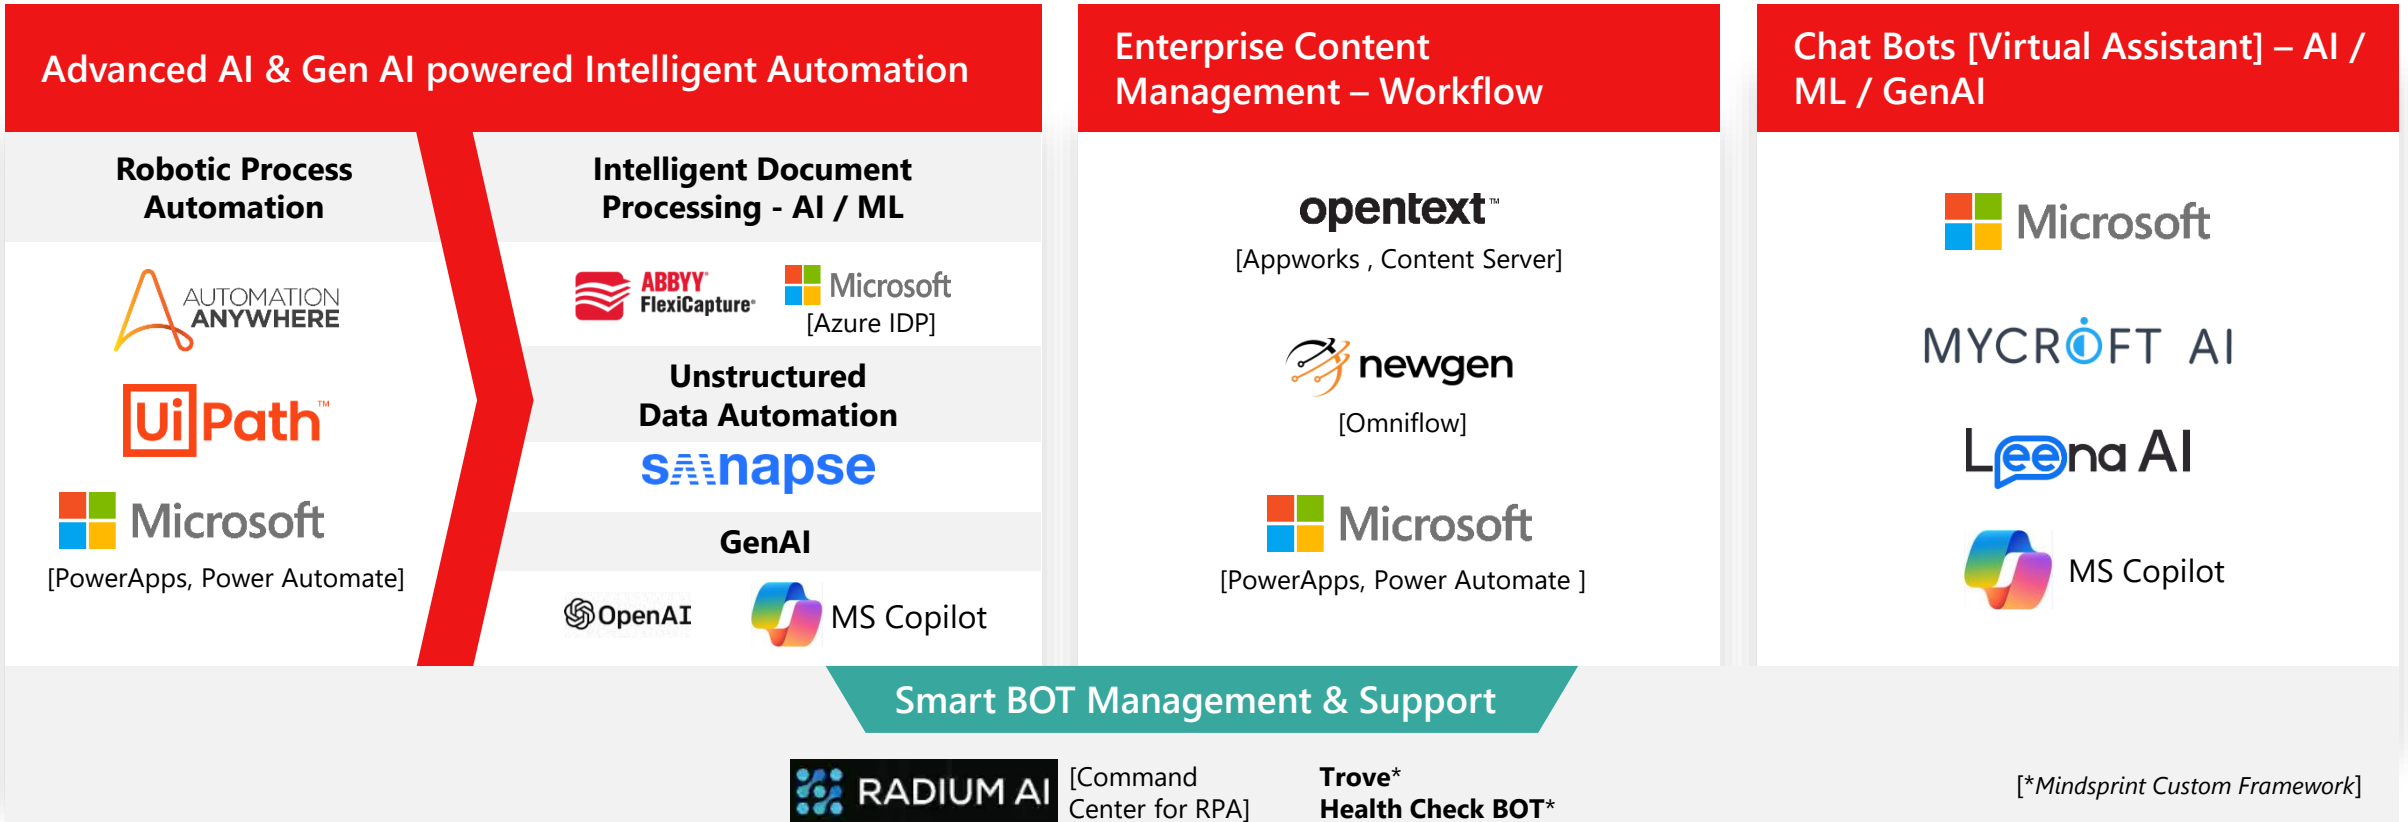 Advanced AI & Gen AI powered Intelligent Automation
Robotic Process
Automation
AUTOMATION
ANYWHERE
UiPath™
Microsoft
[PowerApps, Power Automate]
Intelligent Document
Processing - AI / ML
ABBYY®
FlexiCapture®
Microsoft
[Azure IDP]
Unstructured
Data Automation
sAInapse
GenAI
OpenAI
MS Copilot
Enterprise Content
Management – Workflow
opentext™
[Appworks , Content Server]
newgen
[Omniflow]
Microsoft
[PowerApps, Power Automate ]
Chat Bots [Virtual Assistant] – AI /
ML / GenAI
Microsoft
MYCROFT AI
Leena AI
MS Copilot
Smart BOT Management & Support
RADIUM AI
[Command
Center for RPA]
Trove*
Health Check BOT*
[*Mindsprint Custom Framework]